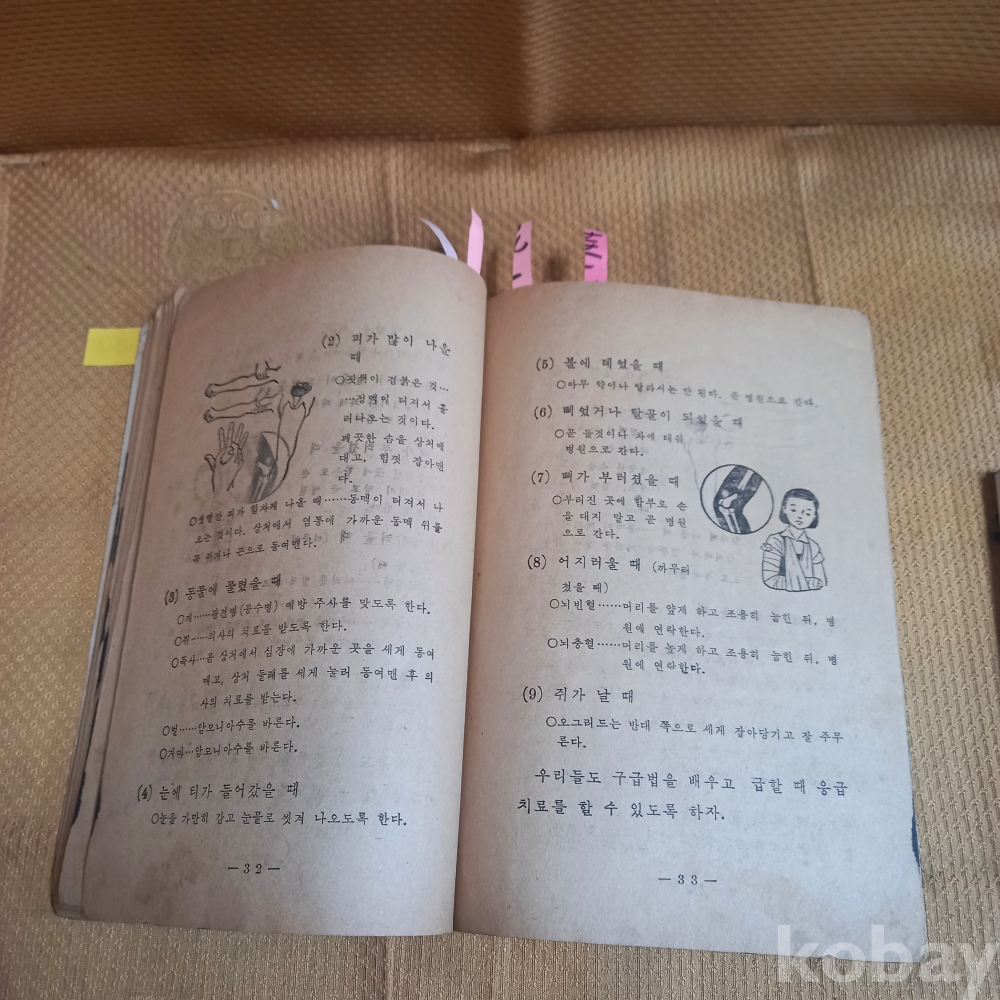 (2) 피가 많이 나올
때
○핏백이 검붉은 것…
…정맥이 터져서 흘
러나오는 것이다.
깨끗한 솜을 상처에
대고, 힘껏 잡아맨
다.
○샛빨간 피가 힘차게 나올 때……동맥이 터져서 나
오는 것이다. 상처에서 염통에 가까운 동맥 위를
꼭 쥐거나 끈으로 동여맨다.
(3) 동물에 물렸을 때
○개……광견병(공수병) 예방 주사를 맞도록 한다.
○쥐……의사의 치료를 받도록 한다.
○독사…곧 상처에서 심장에 가까운 곳을 세게 동여
매고, 상처 둘레를 세게 눌러 동여맨 후 의
사의 치료를 받는다.
○벌……암모니아수를 바른다.
○거미…암모니아수를 바른다.
(4) 눈에 티가 들어갔을 때
○눈을 가만히 감고 눈물로 씻겨 나오도록 한다.
— 3 2 —
(5) 불에 데었을 때
○아무 약이나 발라서는 안 된다. 곧 병원으로 간다.
(6) 삐었거나 탈골이 되었을 때
○곧 들것이나 차에 태워
병원으로 간다.
(7) 뼈가 부러졌을 때
○부러진 곳에 함부로 손
을 대지 말고 곧 병원
으로 간다.
(8) 어지러울 때 (까무러
쳤을 때)
○뇌빈혈……머리를 얕게 하고 조용히 눕힌 뒤, 병
원에 연락한다.
○뇌충혈……머리를 높게 하고 조용히 눕힌 뒤, 병
원에 연락한다.
(9) 쥐가 날 때
○오그라드는 반대 쪽으로 세게 잡아당기고 잘 주무
른다.
우리들도 구급법을 배우고 급할 때 응급
치료를 할 수 있도록 하자.
— 3 3 —
kobay